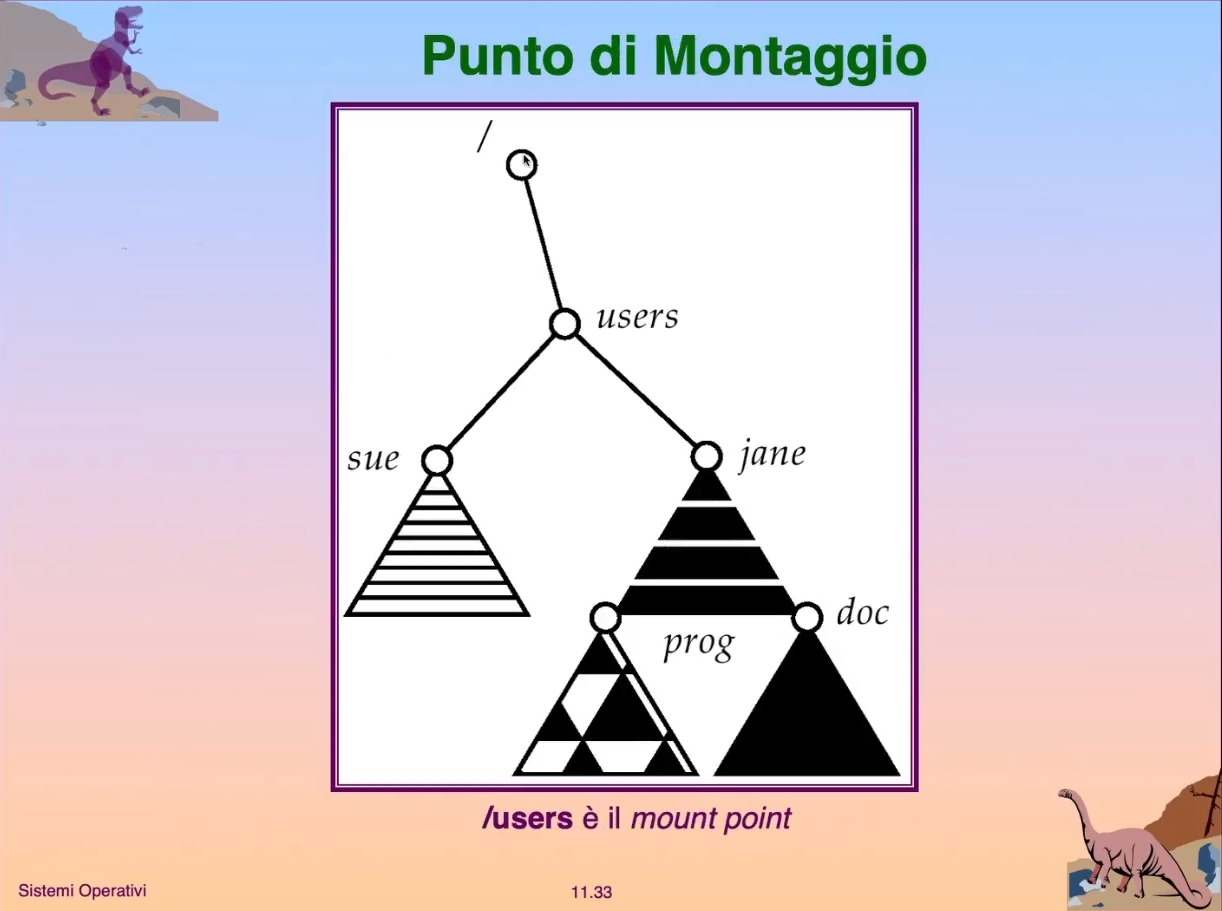 Punto di Montaggio
/
users
sue
jane
doc
prog
/users è il mount point
Sistemi Operativi
11.33